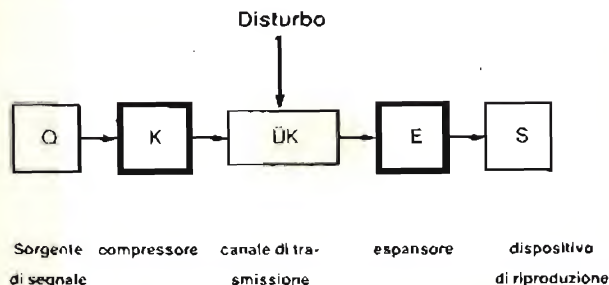 Disturbo
Q K ÜK E S
Sorgente compressore canale di tra- espansore dispositivo
di segnale smissione di riproduzione